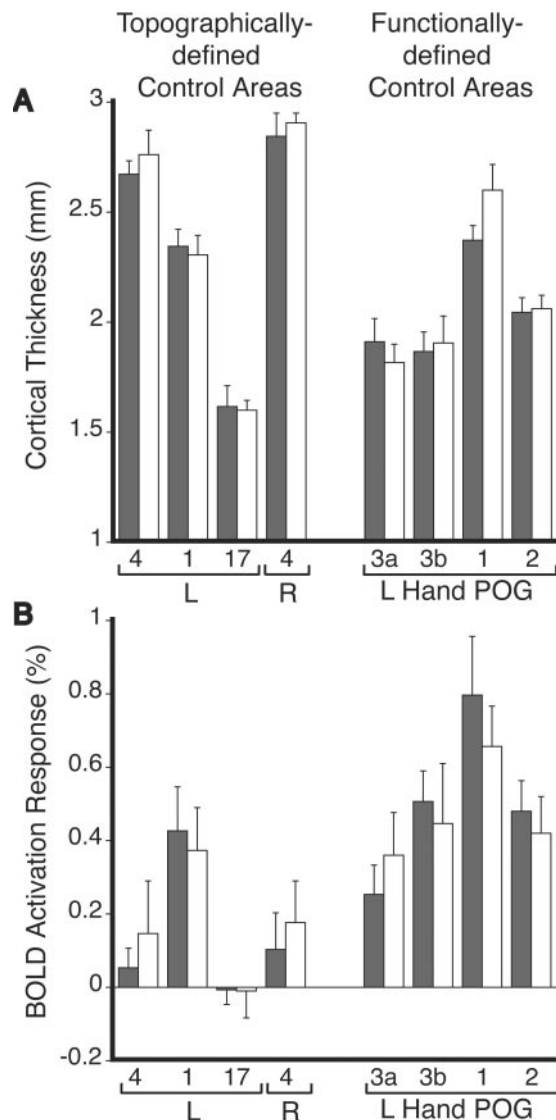 Topographically-
defined
Control Areas
Functionally-
defined
Control Areas
A
Cortical Thickness (mm)
3
2.5
2
1.5
1
4 1 17 4 3a 3b 1 2
L R L Hand POG
B
BOLD Activation Response (%)
1
0.8
0.6
0.4
0.2
0
-0.2
4 1 17 4 3a 3b 1 2
L R L Hand POG